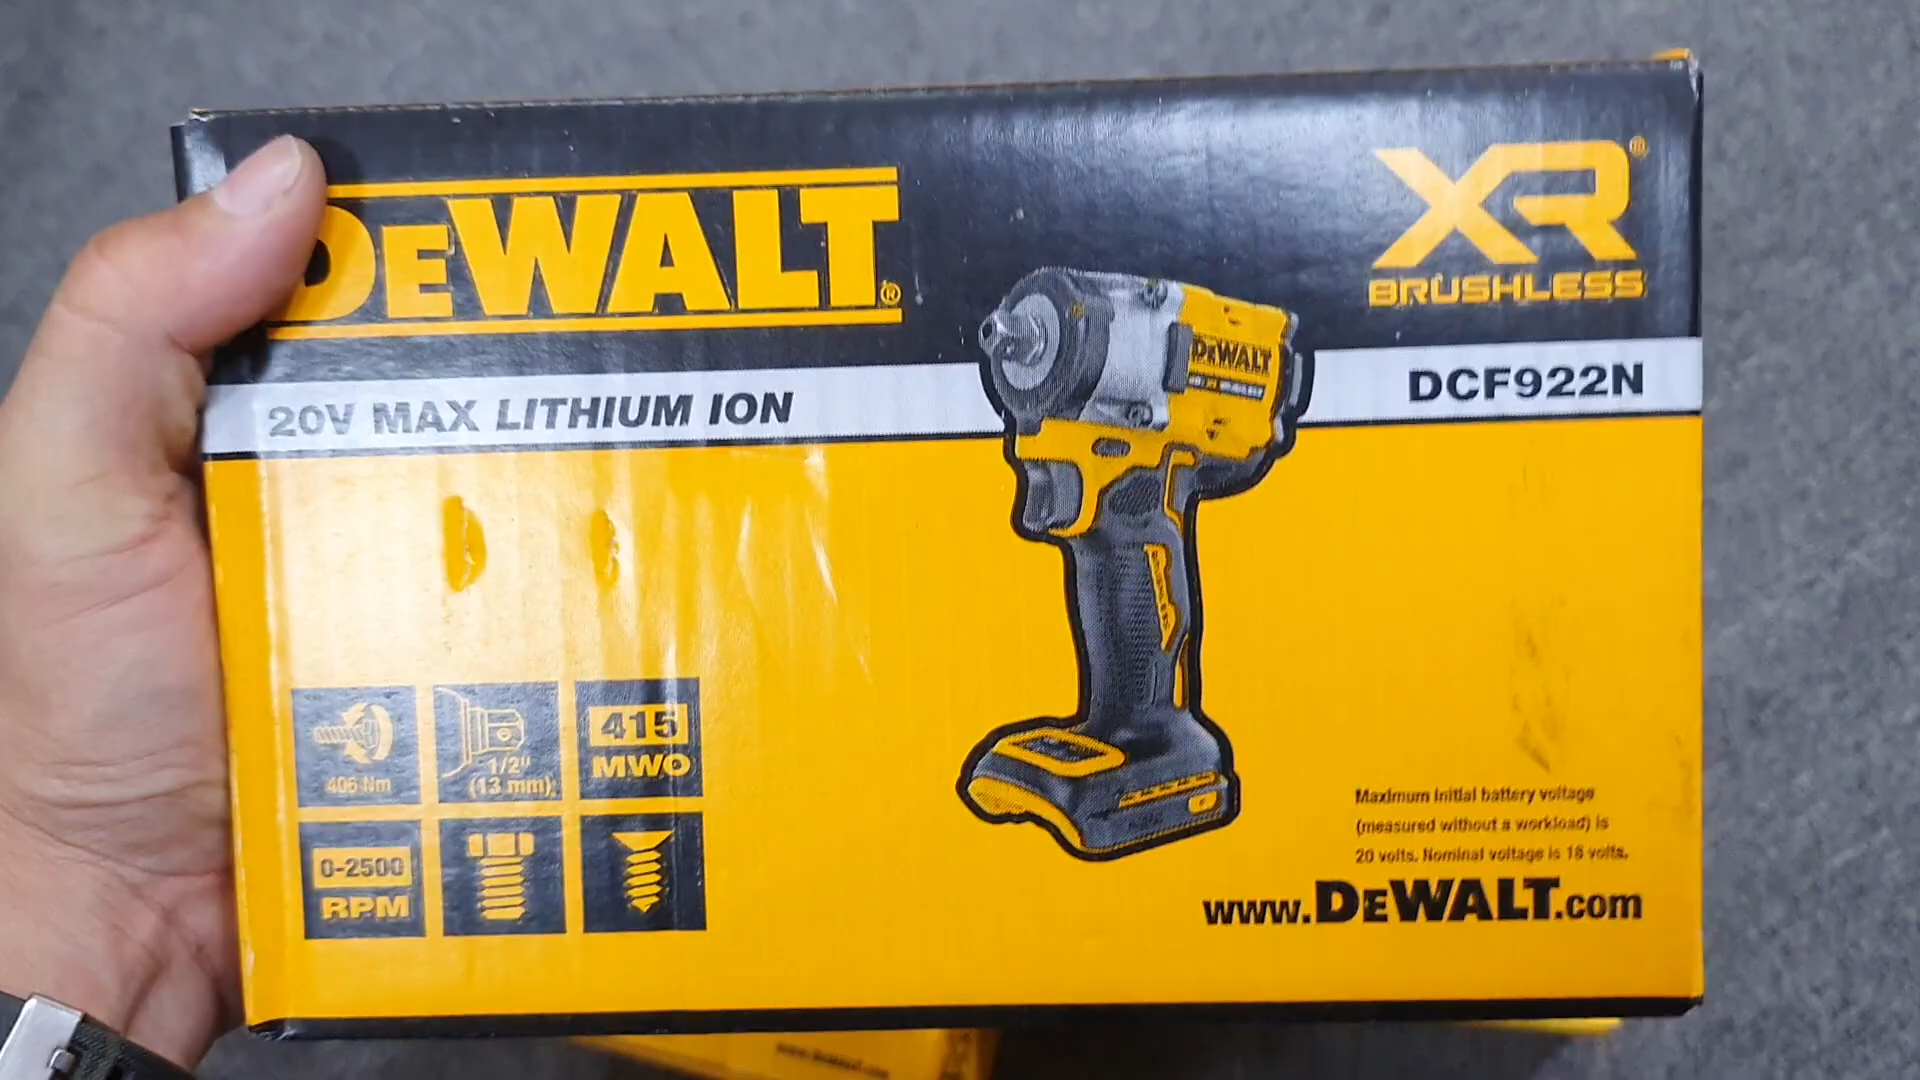 DEWALT®
XR®
BRUSHLESS
20V MAX LITHIUM ION
DCF922N
DEWALT
406 Nm
1/2"
(13 mm)
415
MWO
0-2500
RPM
Maximum initial battery voltage
(measured without a workload) is
20 volts. Nominal voltage is 18 volts.
www.DEWALT.com